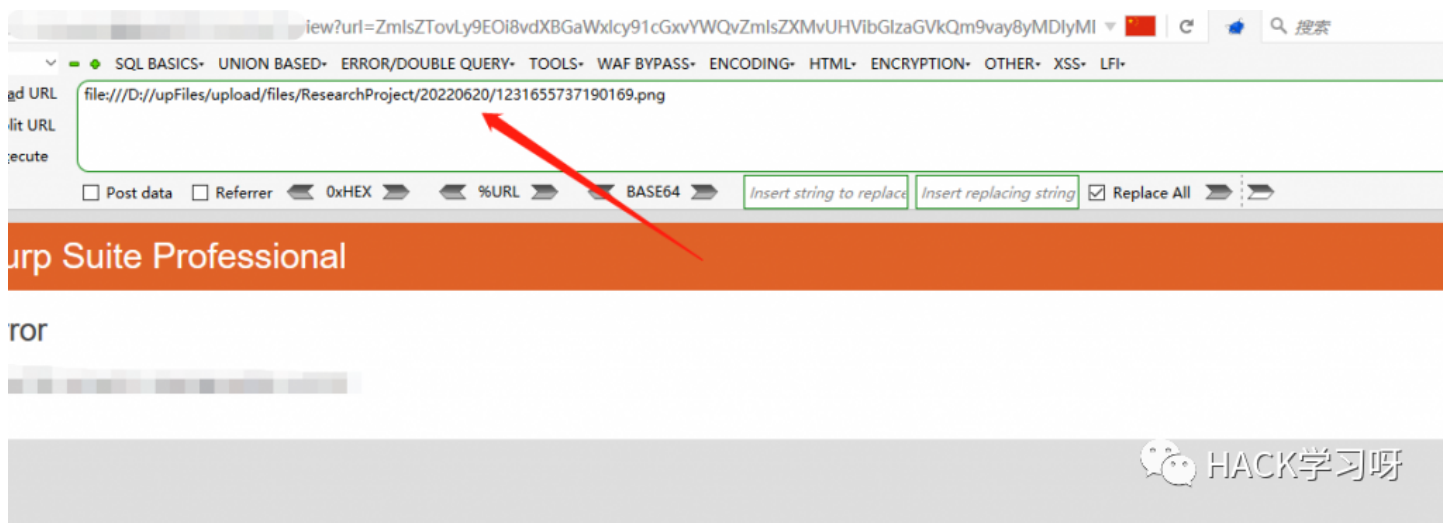 iew?url=ZmlsZTovLy9EOi8vdXBGaWxlcy91cGxvYWQvZmlsZXMvUHVibGlzaGVkQm9vay8yMDIyMl 搜索
SQL BASICS· UNION BASED· ERROR/DOUBLE QUERY· TOOLS· WAF BYPASS· ENCODING· HTML· ENCRYPTION· OTHER· XSS· LFI·
ad URL
file:///D://upFiles/upload/files/ResearchProject/20220620/1231655737190169.png
lit URL
ecute
Post data Referrer 0xHEX %URL BASE64 Insert string to replace Insert replacing string Replace All
urp Suite Professional
ror
HACK学习呀